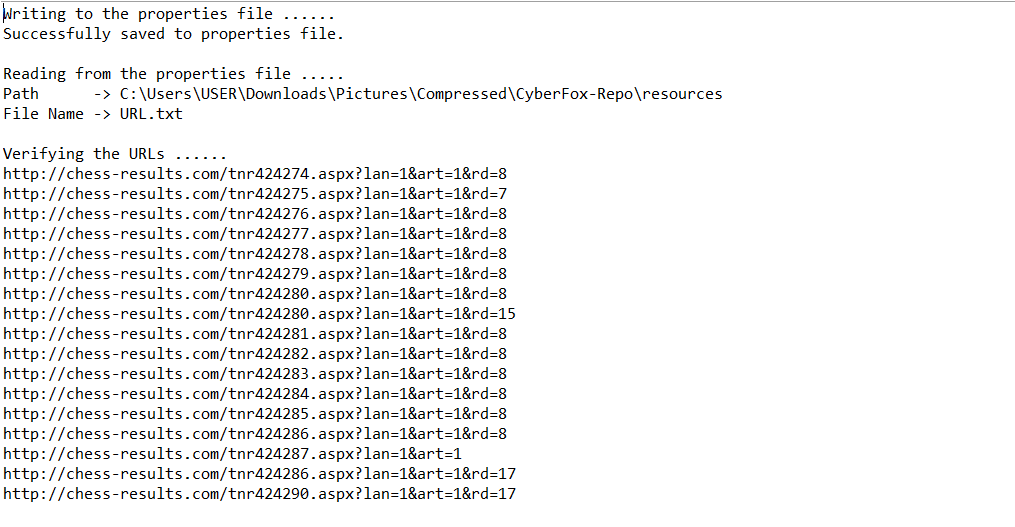 Writing to the properties file ......
Successfully saved to properties file.
Reading from the properties file .....
Path      -> C:\Users\USER\Downloads\Pictures\Compressed\CyberFox-Repo\resources
File Name -> URL.txt
Verifying the URLs ......
http://chess-results.com/tnr424274.aspx?lan=1&art=1&rd=8
http://chess-results.com/tnr424275.aspx?lan=1&art=1&rd=7
http://chess-results.com/tnr424276.aspx?lan=1&art=1&rd=8
http://chess-results.com/tnr424277.aspx?lan=1&art=1&rd=8
http://chess-results.com/tnr424278.aspx?lan=1&art=1&rd=8
http://chess-results.com/tnr424279.aspx?lan=1&art=1&rd=8
http://chess-results.com/tnr424280.aspx?lan=1&art=1&rd=8
http://chess-results.com/tnr424280.aspx?lan=1&art=1&rd=15
http://chess-results.com/tnr424281.aspx?lan=1&art=1&rd=8
http://chess-results.com/tnr424282.aspx?lan=1&art=1&rd=8
http://chess-results.com/tnr424283.aspx?lan=1&art=1&rd=8
http://chess-results.com/tnr424284.aspx?lan=1&art=1&rd=8
http://chess-results.com/tnr424285.aspx?lan=1&art=1&rd=8
http://chess-results.com/tnr424286.aspx?lan=1&art=1&rd=8
http://chess-results.com/tnr424287.aspx?lan=1&art=1
http://chess-results.com/tnr424286.aspx?lan=1&art=1&rd=17
http://chess-results.com/tnr424290.aspx?lan=1&art=1&rd=17